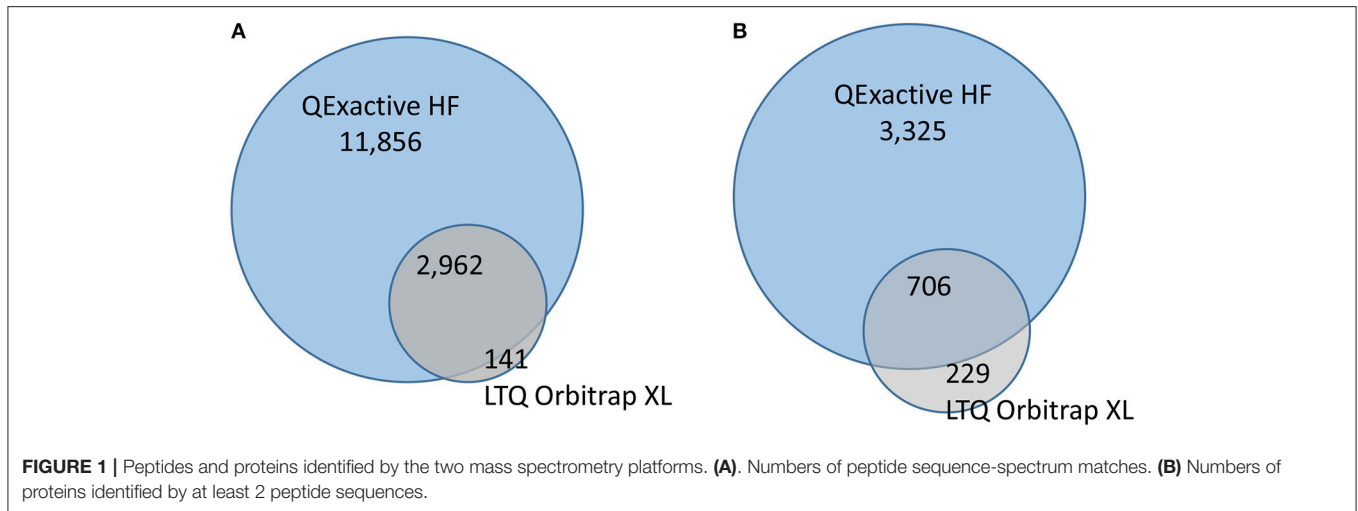 A
QExactive HF
11,856
2,962
141
LTQ Orbitrap XL
B
QExactive HF
3,325
706
229
LTQ Orbitrap XL
FIGURE 1 | Peptides and proteins identified by the two mass spectrometry platforms. (A). Numbers of peptide sequence-spectrum matches. (B) Numbers of
proteins identified by at least 2 peptide sequences.